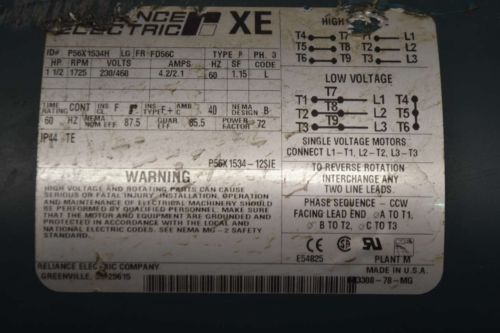 RELIANCE ELECTRIC XE
ID# P56X1534H LG FR FD56C TYPE P PH. 3
HP RPM VOLTS AMPS HZ SF CODE
1 1/2 1725 230/460 4.2/2.1 60 1.15 L
TIME RATING CONT INS CL F INS TYPE F,C AMB 40 NEMA DESIGN B
60 HZ NEMA NOM EFF 87.5 GUAR EFF 85.5 POWER FACTOR 72
IP44 TE
P56X1534-12SIE
WARNING
HIGH VOLTAGE AND ROTATING PARTS CAN CAUSE
SERIOUS OR FATAL INJURY. INSTALLATION, OPERATION
AND MAINTENANCE OF ELECTRICAL MACHINERY SHOULD
BE PERFORMED BY QUALIFIED PERSONNEL. MAKE SURE
THAT THE MOTOR AND EQUIPMENT ARE GROUNDED AND
PROTECTED IN ACCORDANCE WITH THE LOCAL AND
NATIONAL ELECTRIC CODES. SEE NEMA MG-2 SAFETY
STANDARD.
RELIANCE ELECTRIC COMPANY
GREENVILLE, 29615
HIGH
T4 T7 L1
T5 T8 L2
T6 T9 L3
LOW VOLTAGE
T7
T1 L1 T4
T8
T2 L2 T5
T9
T3 L3 T6
SINGLE VOLTAGE MOTORS
CONNECT L1-T1, L2-T2, L3-T3
TO REVERSE ROTATION
INTERCHANGE ANY
TWO LINE LEADS.
PHASE SEQUENCE - CCW
FACING LEAD END ∅A TO T1,
∅B TO T2, ∅C TO T3
CE SA UL
E54825 PLANT M
MADE IN U.S.A.
603308-78-MG